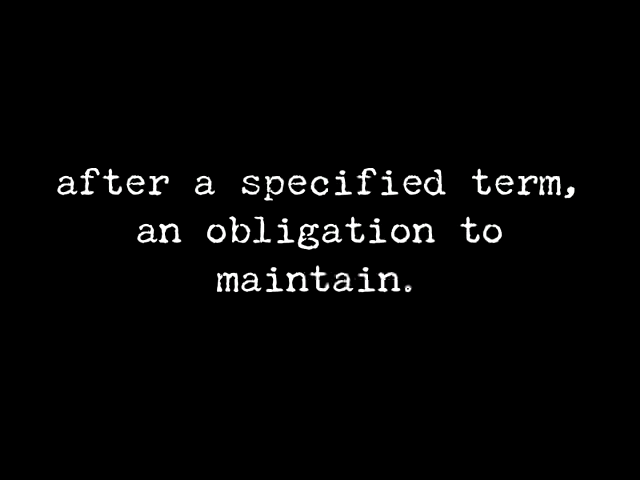 after a specified term,
an obligation to
maintain.